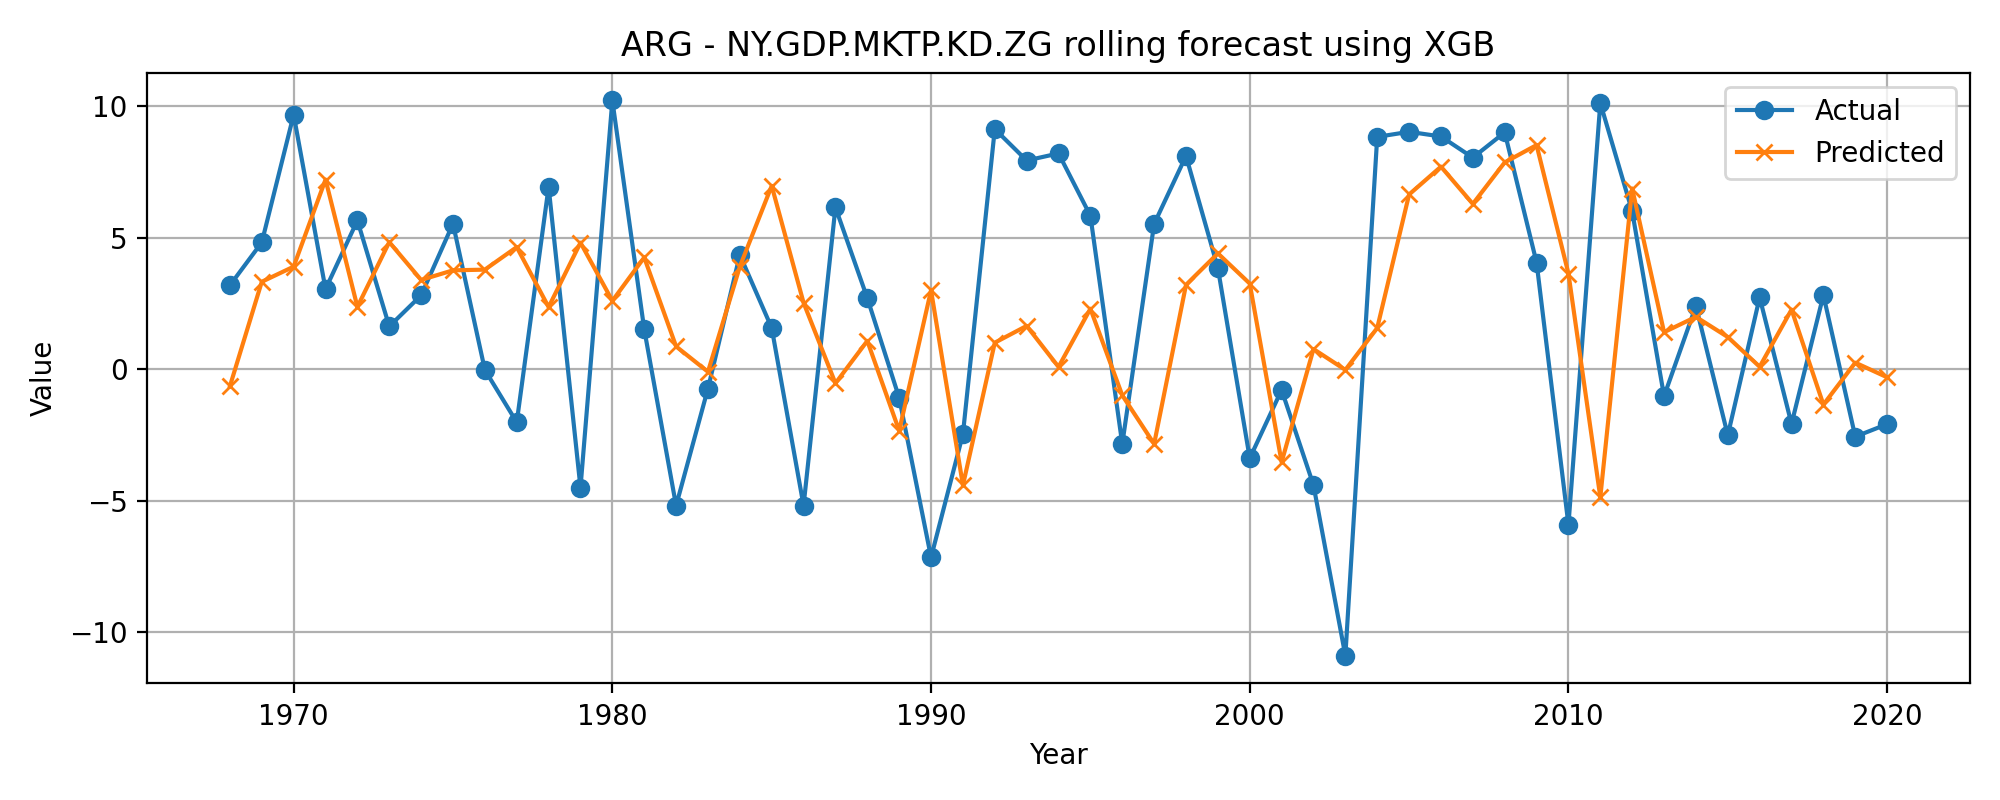 ARG - NY.GDP.MKTP.KD.ZG rolling forecast using XGB
Actual
Predicted
Value
10
5
0
−5
−10
1970
1980
1990
2000
2010
2020
Year